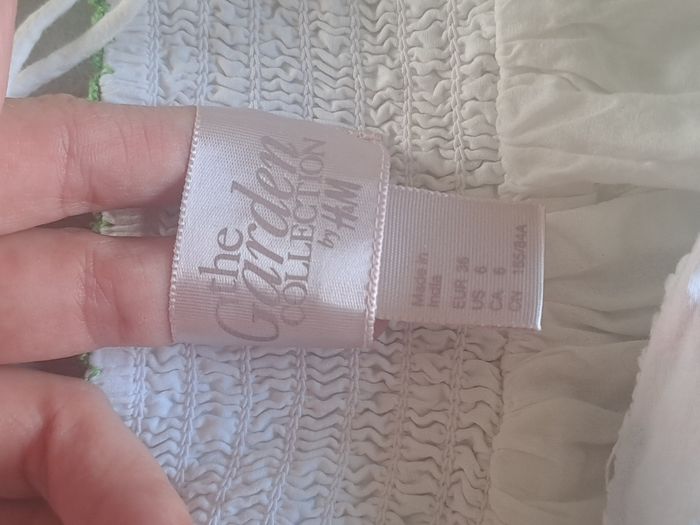 the
Garden
COLLECTION
by H&M
Made in
India
EUR 36
US 6
CA 6
CN 165/84A